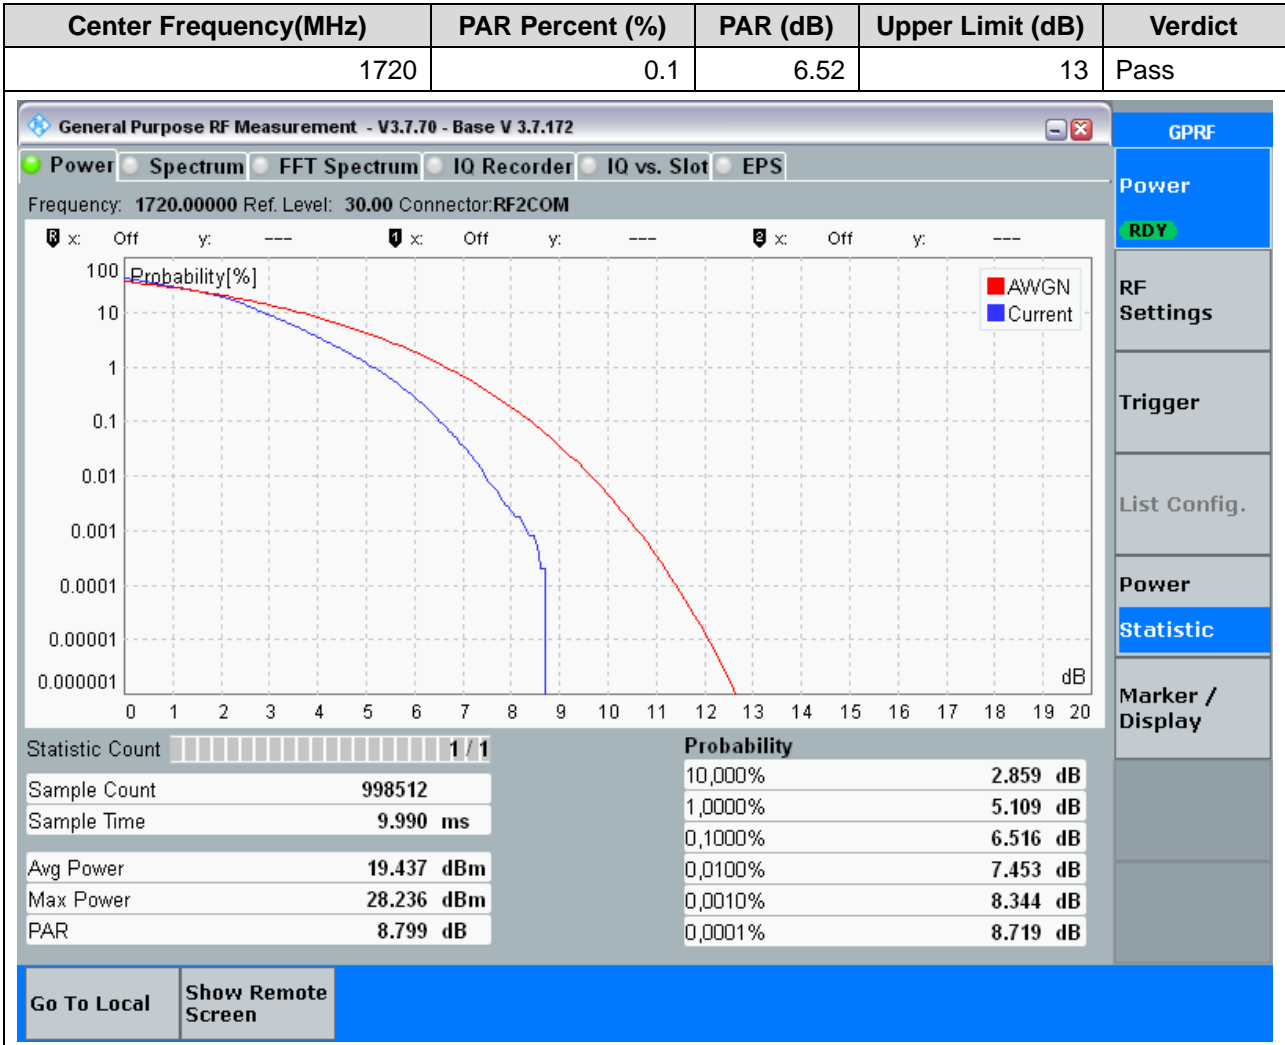 Center Frequency(MHz) PAR Percent (%) PAR (dB) Upper Limit (dB) Verdict
1720 0.1 6.52 13 Pass
General Purpose RF Measurement - V3.7.70 - Base V 3.7.172
GPRF
Power Spectrum FFT Spectrum IQ Recorder IQ vs. Slot EPS
Frequency: 1720.00000 Ref. Level: 30.00 Connector:RF2COM
R x: Off y: --- 1 x: Off y: --- 2 x: Off y: ---
Probability[%]
AWGN
Current
100
10
1
0.1
0.01
0.001
0.0001
0.00001
0.000001
dB
0 1 2 3 4 5 6 7 8 9 10 11 12 13 14 15 16 17 18 19 20
Statistic Count 1 / 1
Sample Count 998512
Sample Time 9.990 ms
Avg Power 19.437 dBm
Max Power 28.236 dBm
PAR 8.799 dB
Probability
10,000% 2.859 dB
1,0000% 5.109 dB
0,1000% 6.516 dB
0,0100% 7.453 dB
0,0010% 8.344 dB
0,0001% 8.719 dB
Power
RDY
RF
Settings
Trigger
List Config.
Power
Statistic
Marker /
Display
Go To Local
Show Remote
Screen